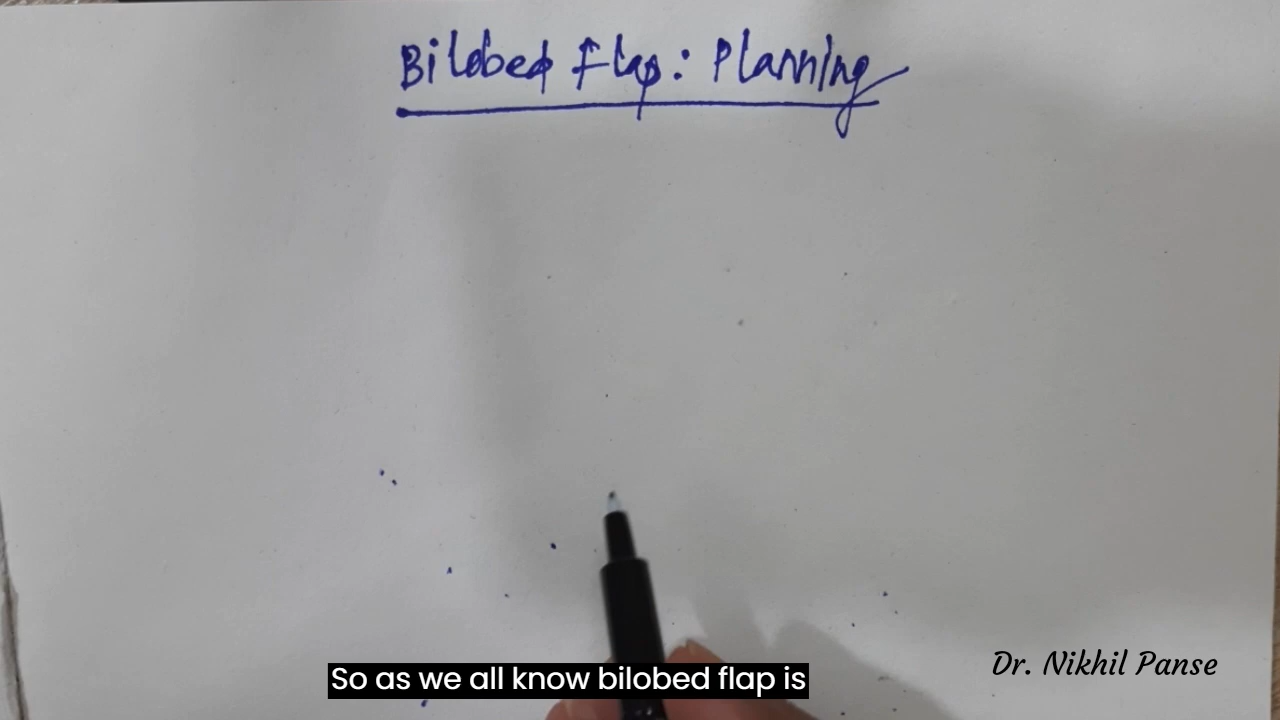 Bilobed Flap: Planning
Dr. Nikhil Panse
So as we all know bilobed flap is